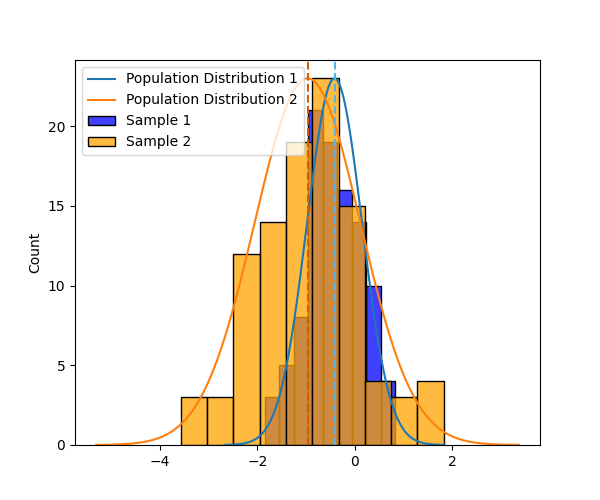 Population Distribution 1
Population Distribution 2
Sample 1
Sample 2
Count
20
15
10
5
0
−4
−2
0
2